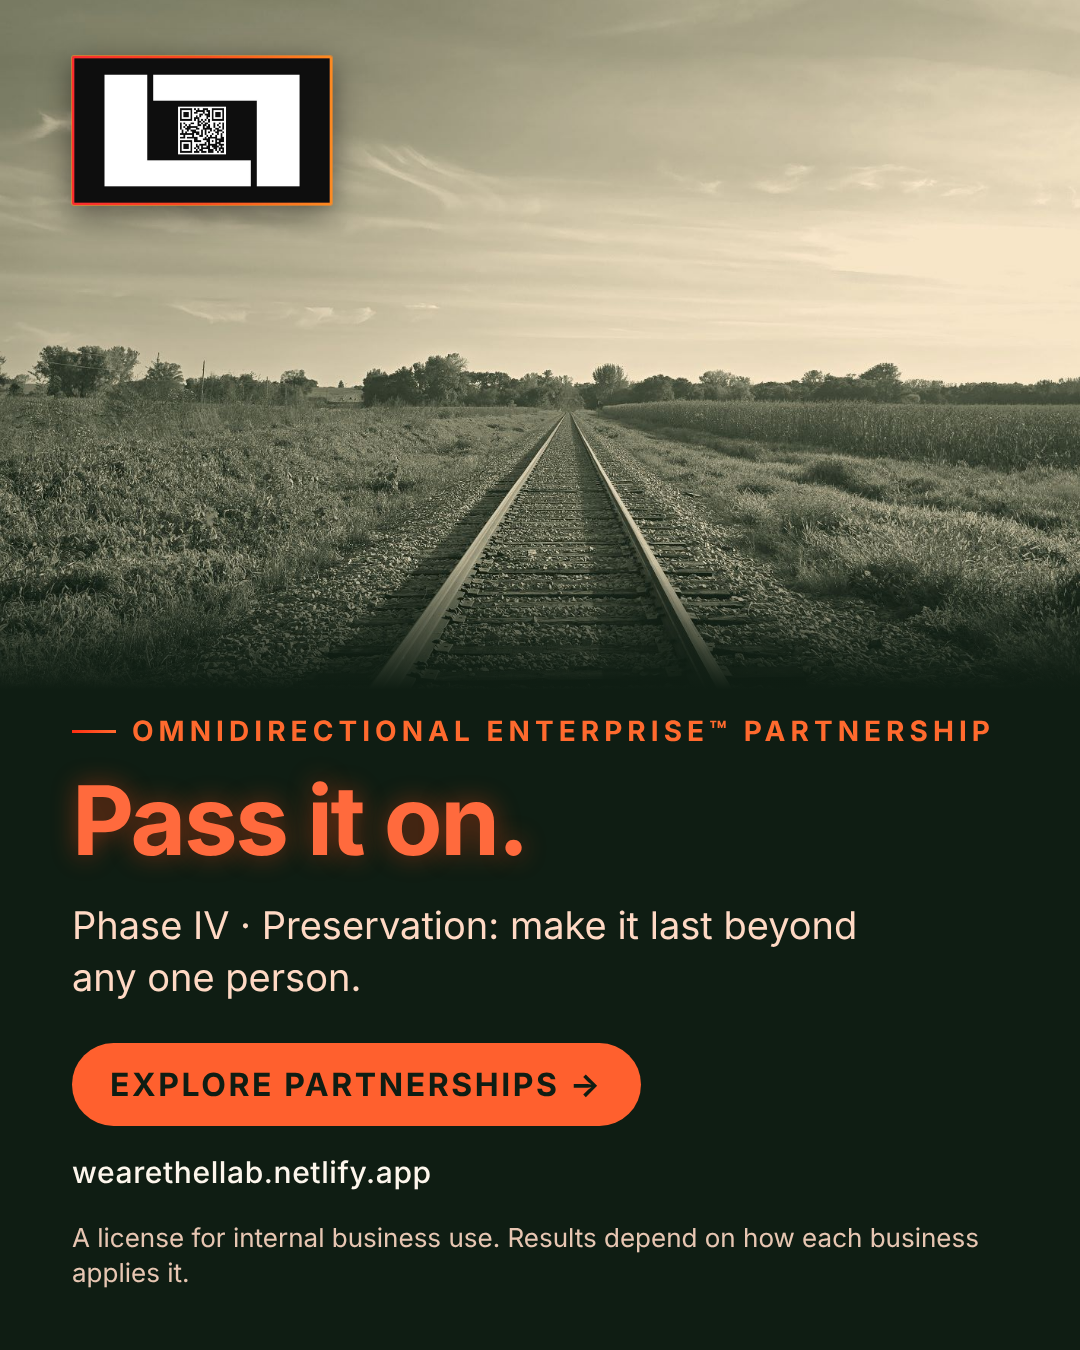 OMNIDIRECTIONAL ENTERPRISE™ PARTNERSHIP
Pass it on.
Phase IV · Preservation: make it last beyond
any one person.
EXPLORE PARTNERSHIPS →
wearethellab.netlify.app
A license for internal business use. Results depend on how each business
applies it.